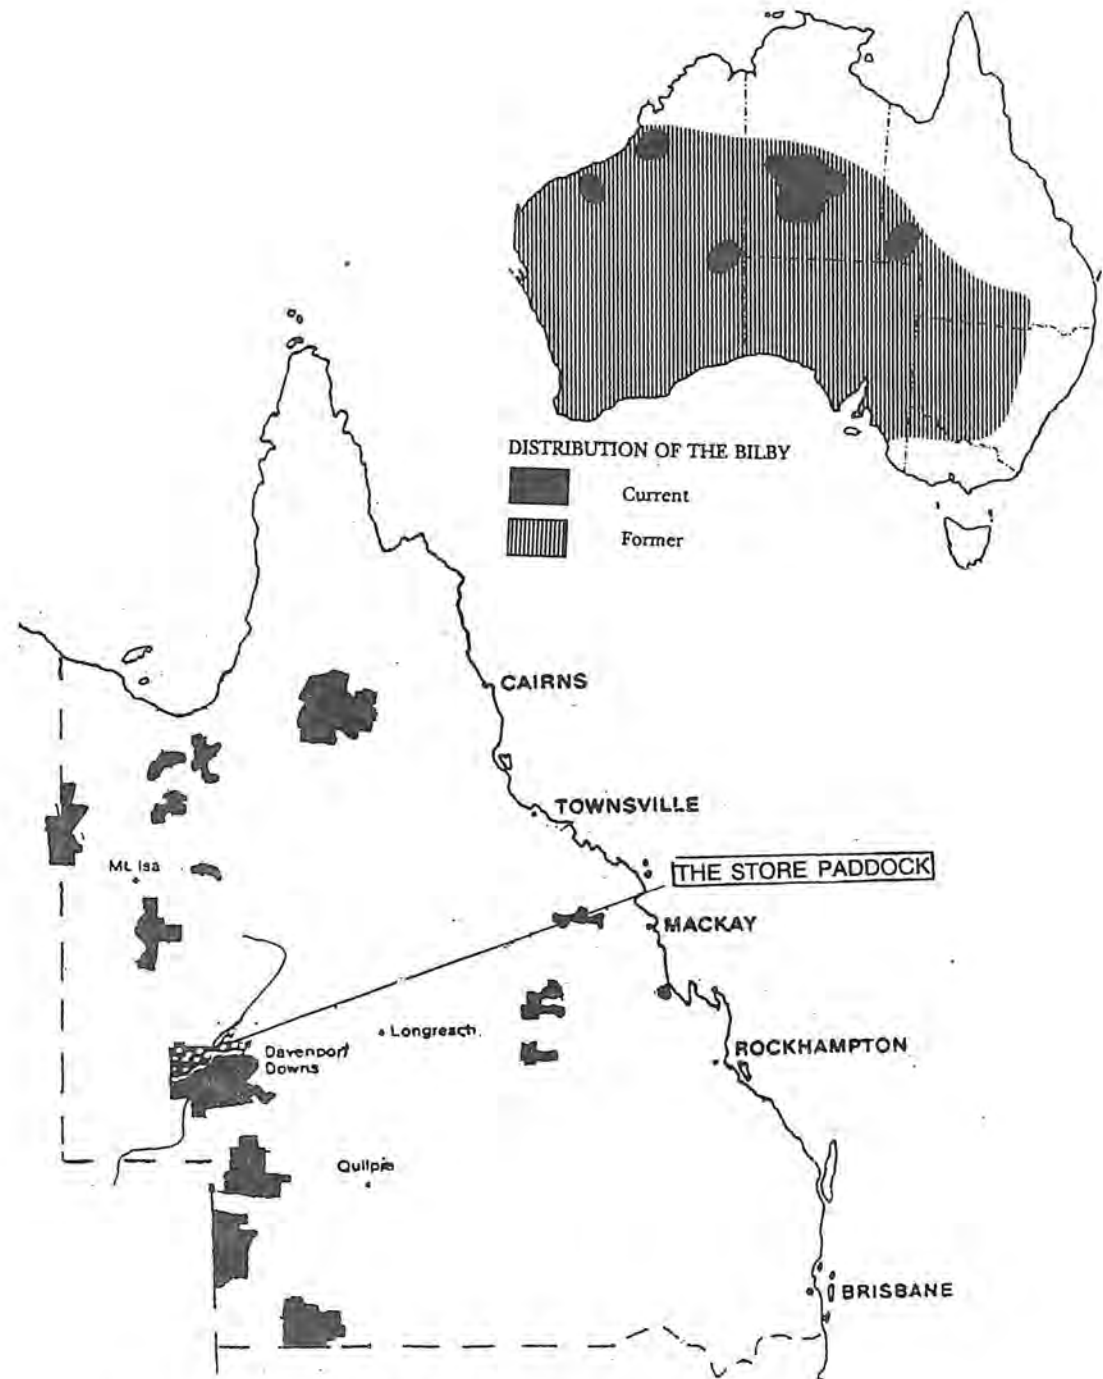 DISTRIBUTION OF THE BILBY
Current
Former
CAIRNS
TOWNSVILLE
Mt. Isa
THE STORE PADDOCK
MACKAY
Longreach
Davenport
Downs
ROCKHAMPTON
Quilpie
BRISBANE